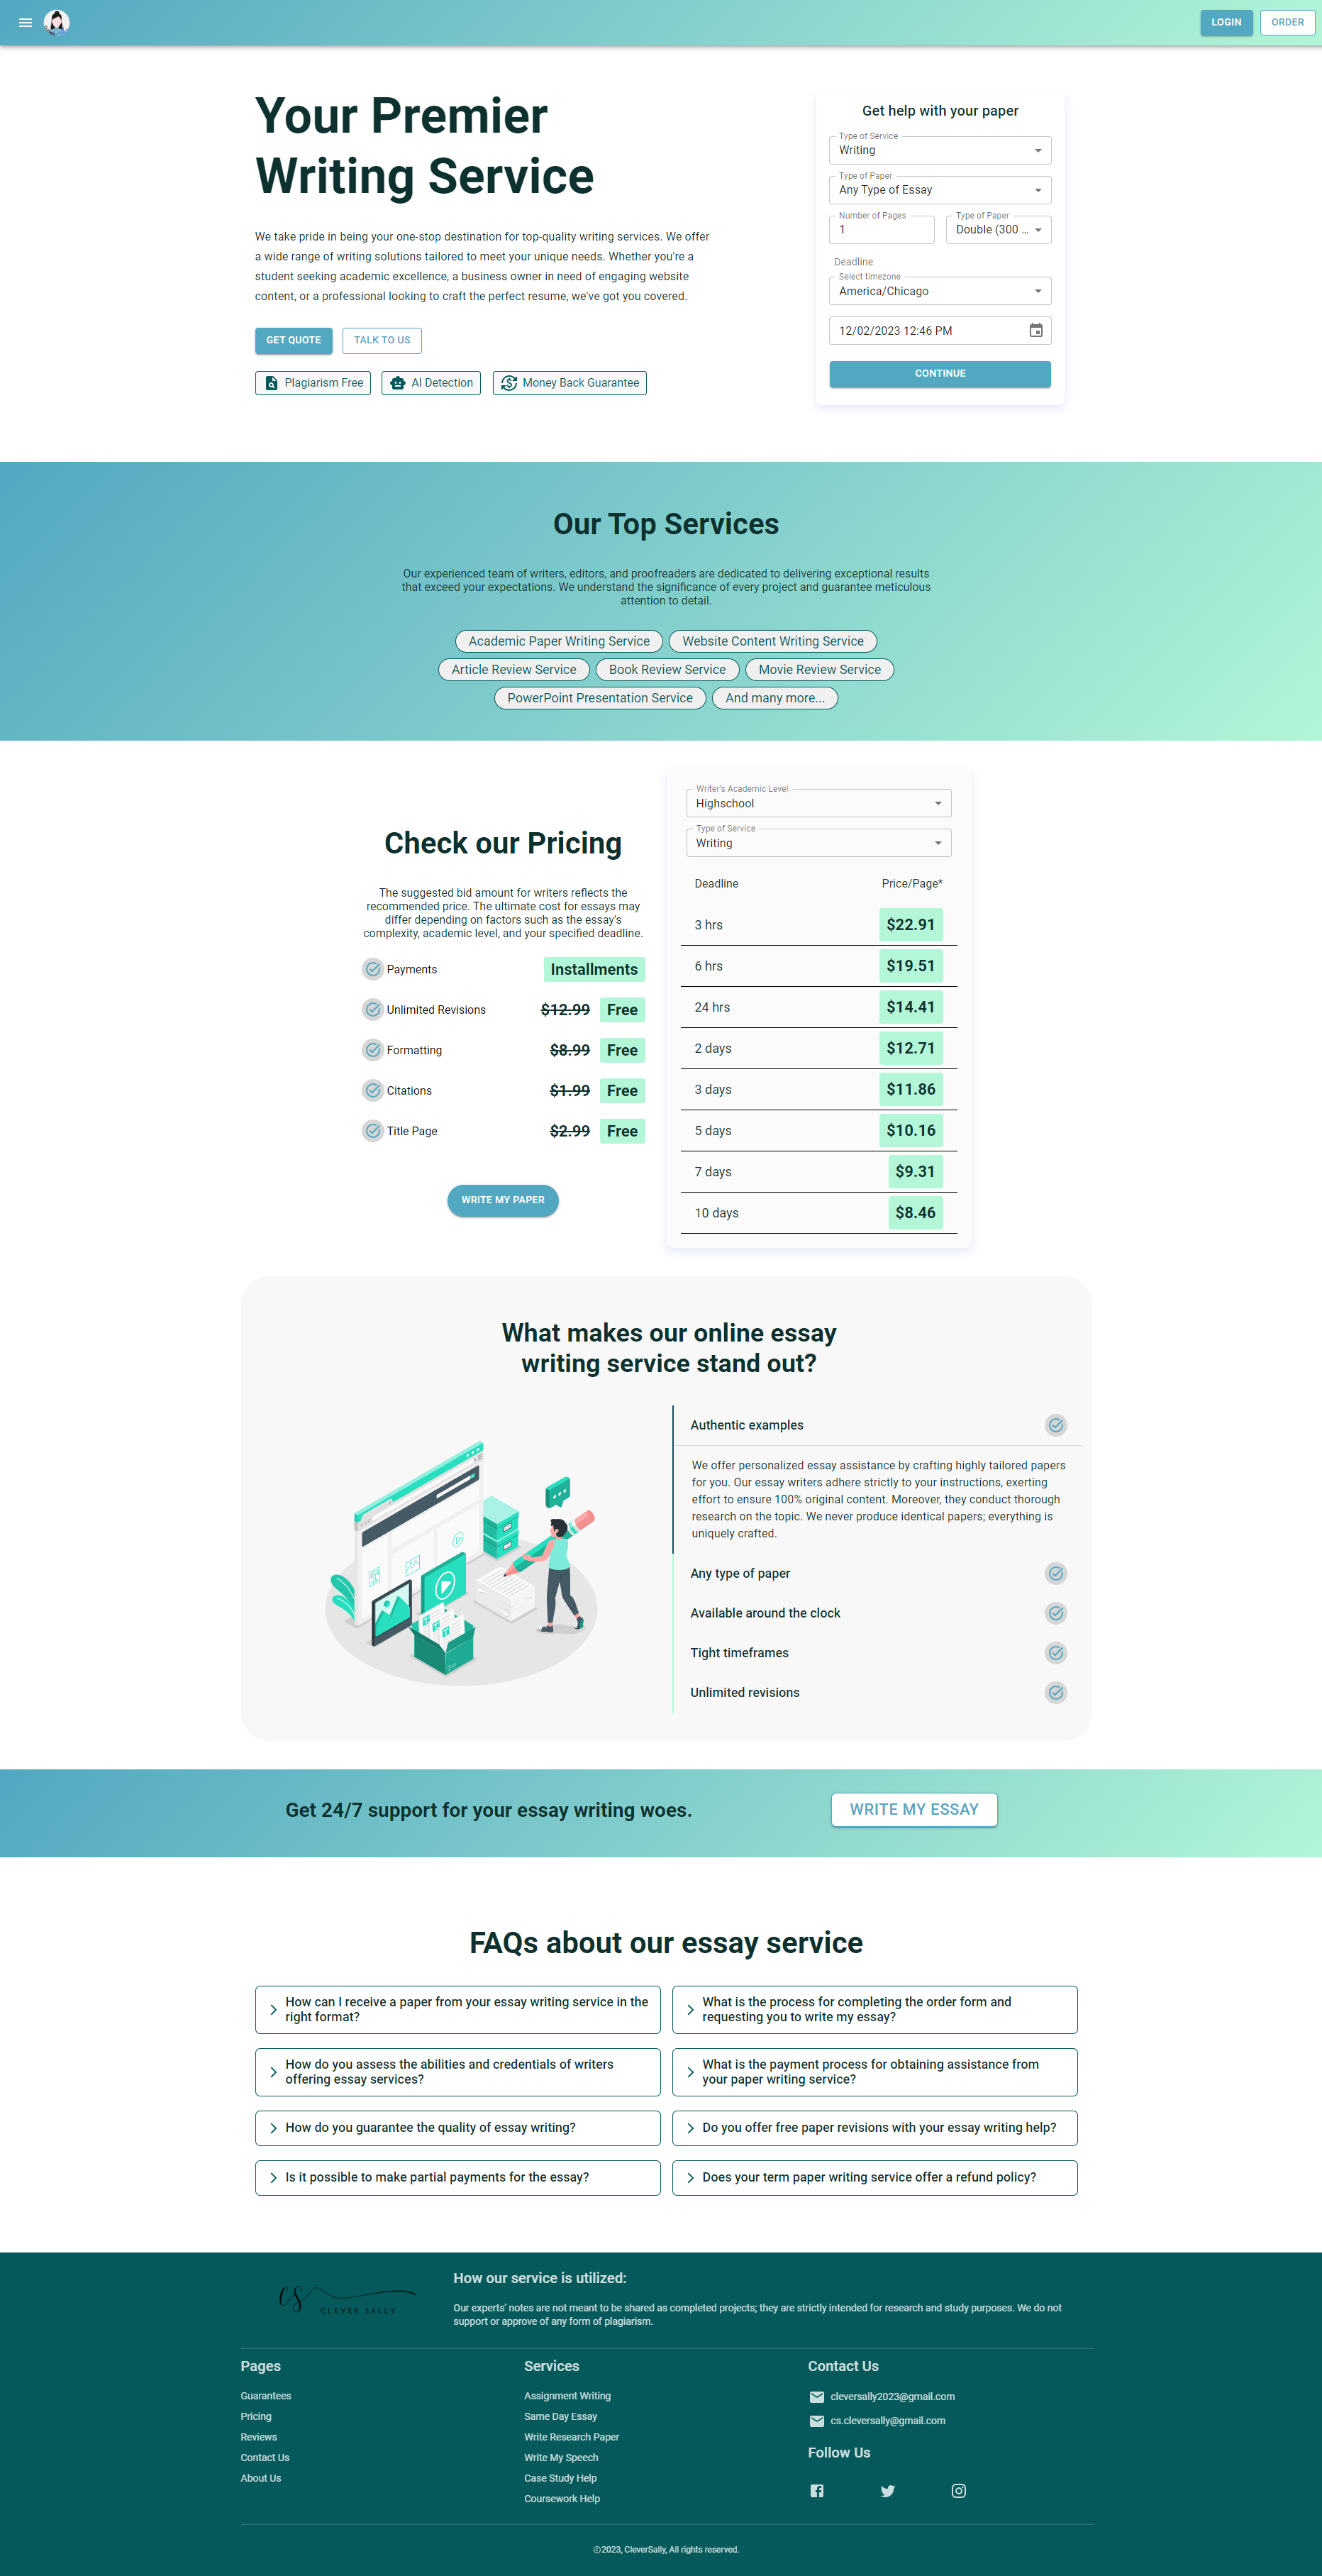 LOGIN
ORDER
Your Premier
Writing Service
We take pride in being your one-stop destination for top-quality writing services. We offer
a wide range of writing solutions tailored to meet your unique needs. Whether you're a
student seeking academic excellence, a business owner in need of engaging website
content, or a professional looking to craft the perfect resume, we've got you covered.
GET QUOTE
TALK TO US
Plagiarism Free
AI Detection
Money Back Guarantee
Get help with your paper
Type of Service
Writing
Type of Paper
Any Type of Essay
Number of Pages
1
Type of Paper
Double (300 ...
Deadline
Select timezone
America/Chicago
12/02/2023 12:46 PM
CONTINUE
Our Top Services
Our experienced team of writers, editors, and proofreaders are dedicated to delivering exceptional results
that exceed your expectations. We understand the significance of every project and guarantee meticulous
attention to detail.
Academic Paper Writing Service
Website Content Writing Service
Article Review Service
Book Review Service
Movie Review Service
PowerPoint Presentation Service
And many more...
Check our Pricing
The suggested bid amount for writers reflects the
recommended price. The ultimate cost for essays may
differ depending on factors such as the essay's
complexity, academic level, and your specified deadline.
Payments Installments
Unlimited Revisions $12.99 Free
Formatting $8.99 Free
Citations $1.99 Free
Title Page $2.99 Free
WRITE MY PAPER
Writer's Academic Level
Highschool
Type of Service
Writing
Deadline Price/Page*
3 hrs $22.91
6 hrs $19.51
24 hrs $14.41
2 days $12.71
3 days $11.86
5 days $10.16
7 days $9.31
10 days $8.46
What makes our online essay
writing service stand out?
Authentic examples
We offer personalized essay assistance by crafting highly tailored papers
for you. Our essay writers adhere strictly to your instructions, exerting
effort to ensure 100% original content. Moreover, they conduct thorough
research on the topic. We never produce identical papers; everything is
uniquely crafted.
Any type of paper
Available around the clock
Tight timeframes
Unlimited revisions
Get 24/7 support for your essay writing woes.
WRITE MY ESSAY
FAQs about our essay service
How can I receive a paper from your essay writing service in the
right format?
What is the process for completing the order form and
requesting you to write my essay?
How do you assess the abilities and credentials of writers
offering essay services?
What is the payment process for obtaining assistance from
your paper writing service?
How do you guarantee the quality of essay writing?
Do you offer free paper revisions with your essay writing help?
Is it possible to make partial payments for the essay?
Does your term paper writing service offer a refund policy?
cs
CLEVER SALLY
How our service is utilized:
Our experts' notes are not meant to be shared as completed projects; they are strictly intended for research and study purposes. We do not
support or approve of any form of plagiarism.
Pages
Guarantees
Pricing
Reviews
Contact Us
About Us
Services
Assignment Writing
Same Day Essay
Write Research Paper
Write My Speech
Case Study Help
Coursework Help
Contact Us
cleversally2023@gmail.com
cs.cleversally@gmail.com
Follow Us
©2023, CleverSally, All rights reserved.